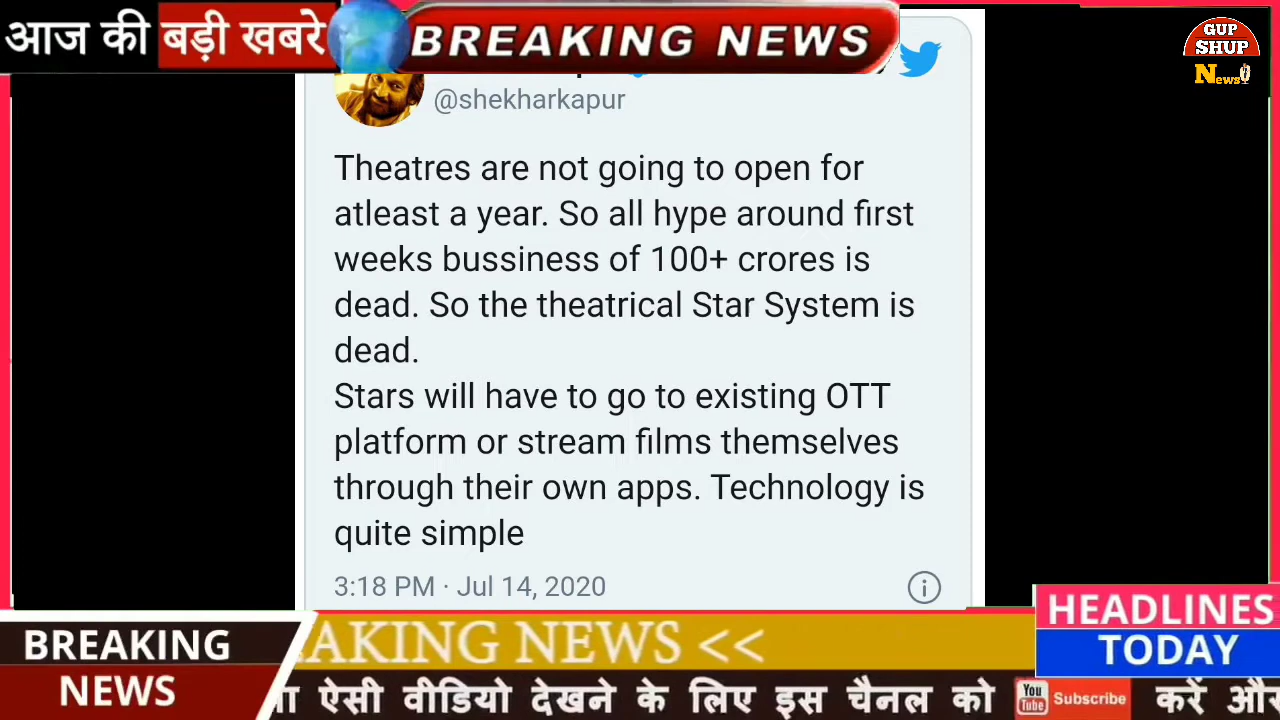 आज की बड़ी खबरे
BREAKING NEWS
GUP
SHUP
News
@shekharkapur
Theatres are not going to open for
atleast a year. So all hype around first
weeks bussiness of 100+ crores is
dead. So the theatrical Star System is
dead.
Stars will have to go to existing OTT
platform or stream films themselves
through their own apps. Technology is
quite simple
3:18 PM · Jul 14, 2020
HEADLINES
TODAY
BREAKING
NEWS
AKING NEWS <<
ऐसी वीडियो देखने के लिए इस चैनल को You Tube Subscribe करें और